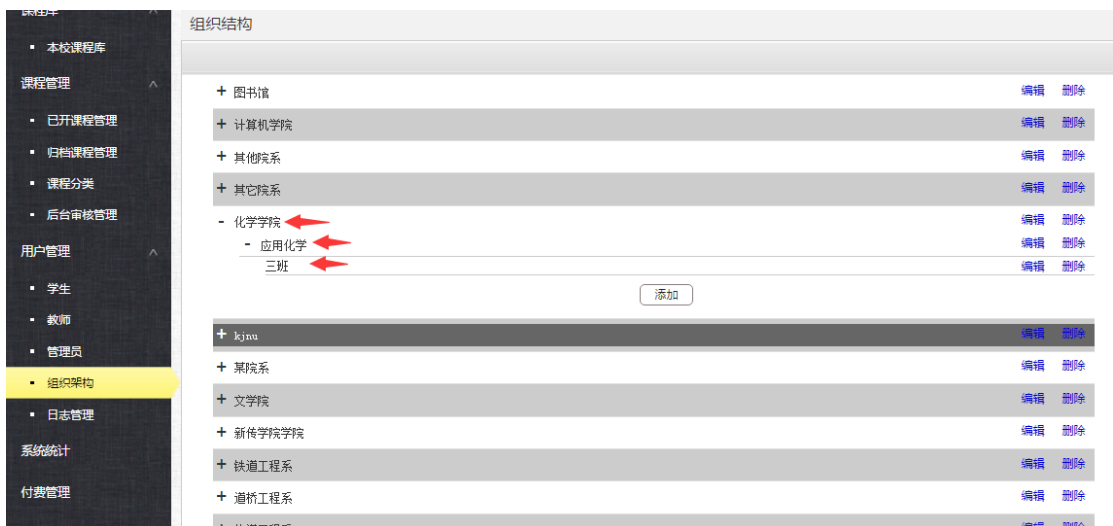 课程库
本校课程库
课程管理
已开课程管理
归档课程管理
课程分类
后台审核管理
用户管理
学生
教师
管理员
组织架构
日志管理
系统统计
付费管理
组织结构
+ 图书馆 编辑 删除
+ 计算机学院 编辑 删除
+ 其他院系 编辑 删除
+ 其它院系 编辑 删除
- 化学学院 编辑 删除
- 应用化学 编辑 删除
三班 编辑 删除
添加
+ kjnu 编辑 删除
+ 某院系 编辑 删除
+ 文学院 编辑 删除
+ 新传学院学院 编辑 删除
+ 铁道工程系 编辑 删除
+ 道桥工程系 编辑 删除